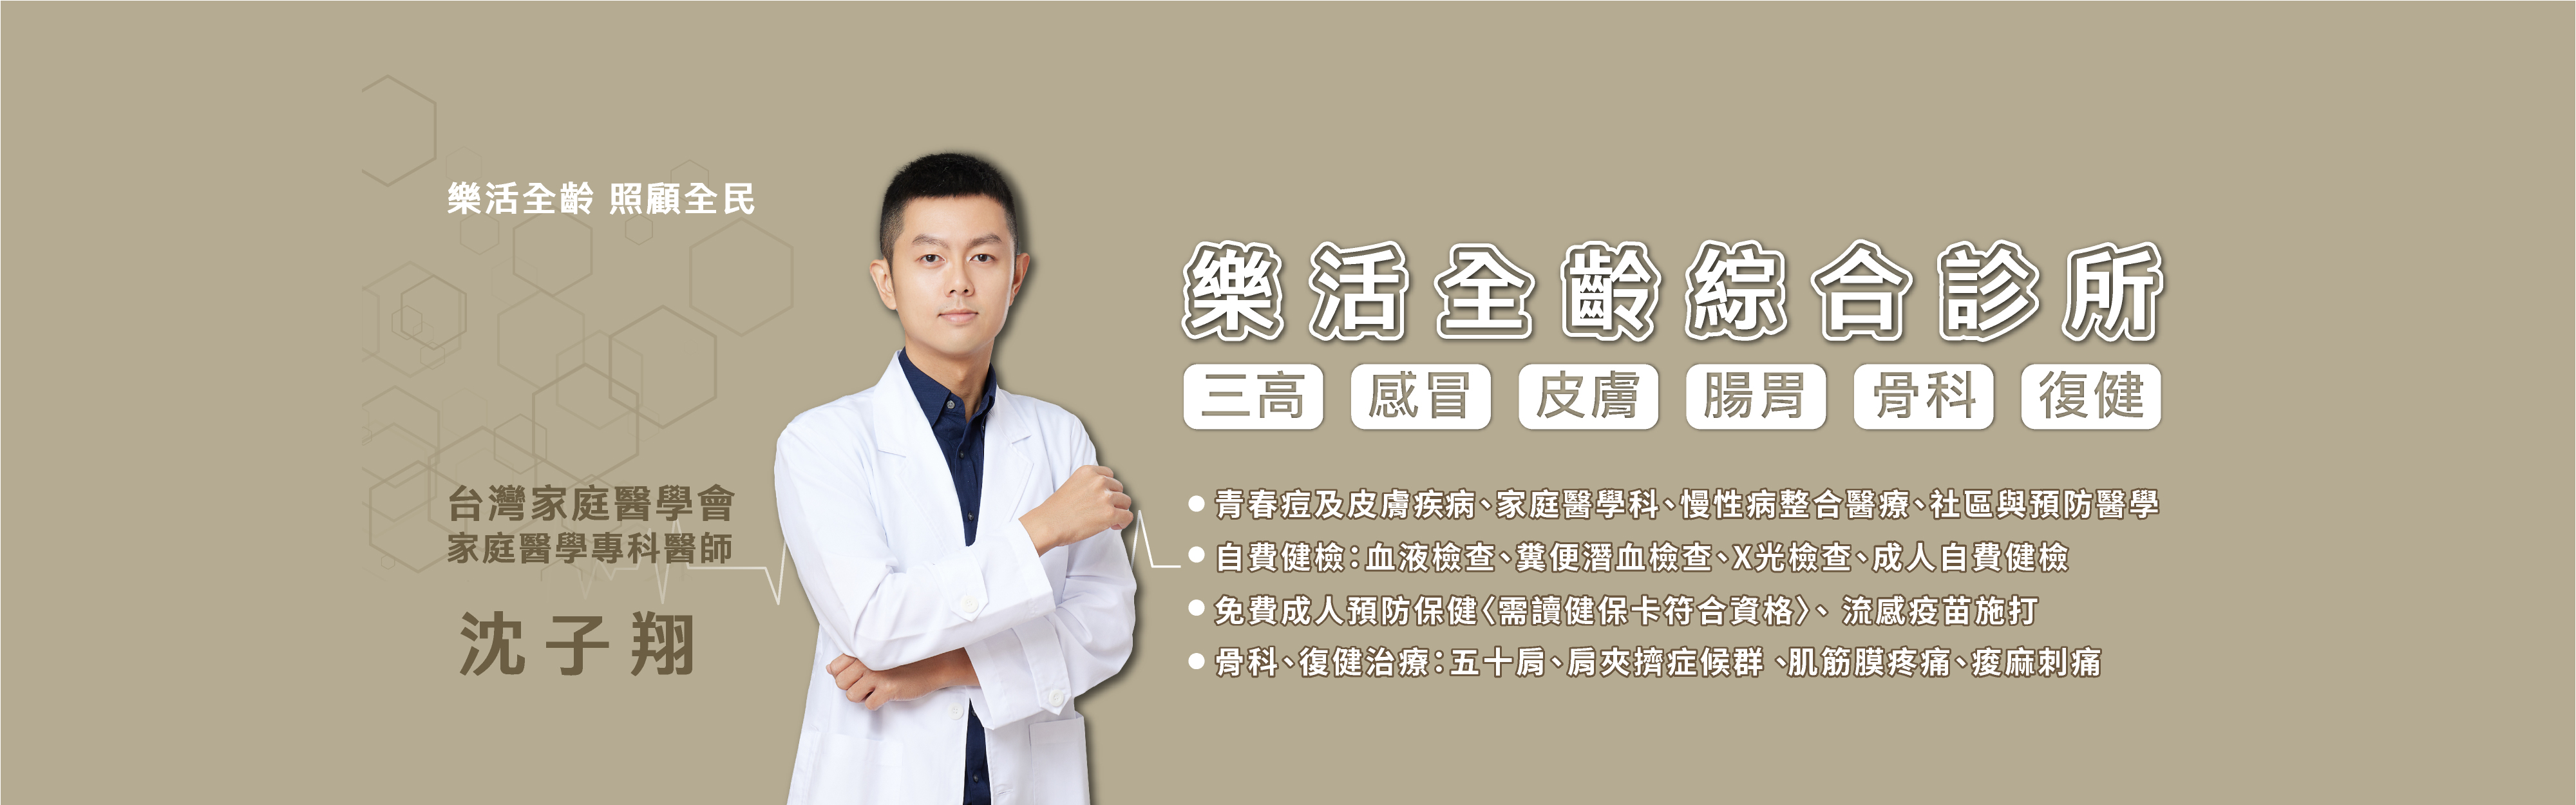 樂活全齡 照顧全民
台灣家庭醫學會
家庭醫學專科醫師
沈子翔
樂活全齡綜合診所
三高 感冒 皮膚 腸胃 骨科 復健
●青春痘及皮膚疾病、家庭醫學科、慢性病整合醫療、社區與預防醫學
●自費健檢：血液檢查、糞便潛血檢查、X光檢查、成人自費健檢
●免費成人預防保健〈需讀健保卡符合資格〉、流感疫苗施打
●骨科、復健治療：五十肩、肩夾擠症候群、肌筋膜疼痛、痠麻刺痛